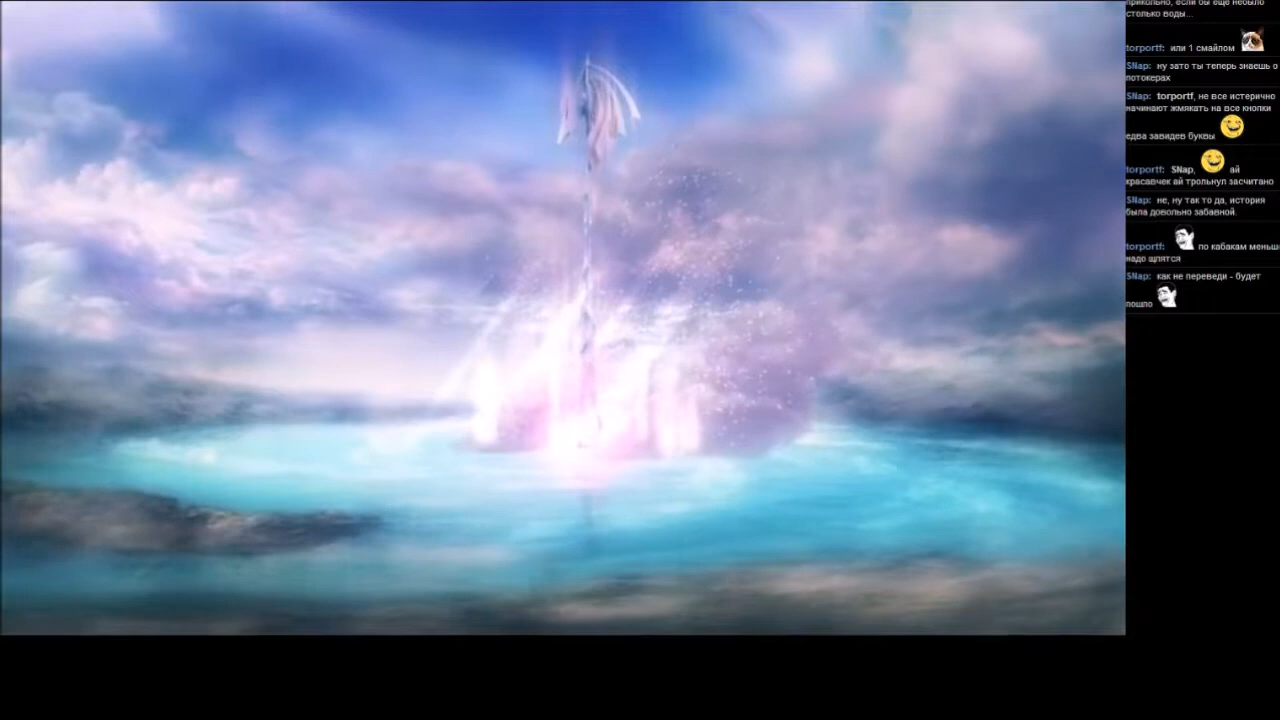 прикольно, если бы еще небыло
столько воды...
torportf: или 1 смайлом
SNap: ну зато ты теперь знаешь о
потокерах
SNap: torportf, не все истерично
начинают жмякать на все кнопки
едва завидев буквы
torportf: SNap, ай
красавчек ай трольнул засчитано
SNap: не, ну так то да, история
была довольно забавной.
torportf: по кабакам меньше
надо щлятся
SNap: как не переведи - будет
пошло